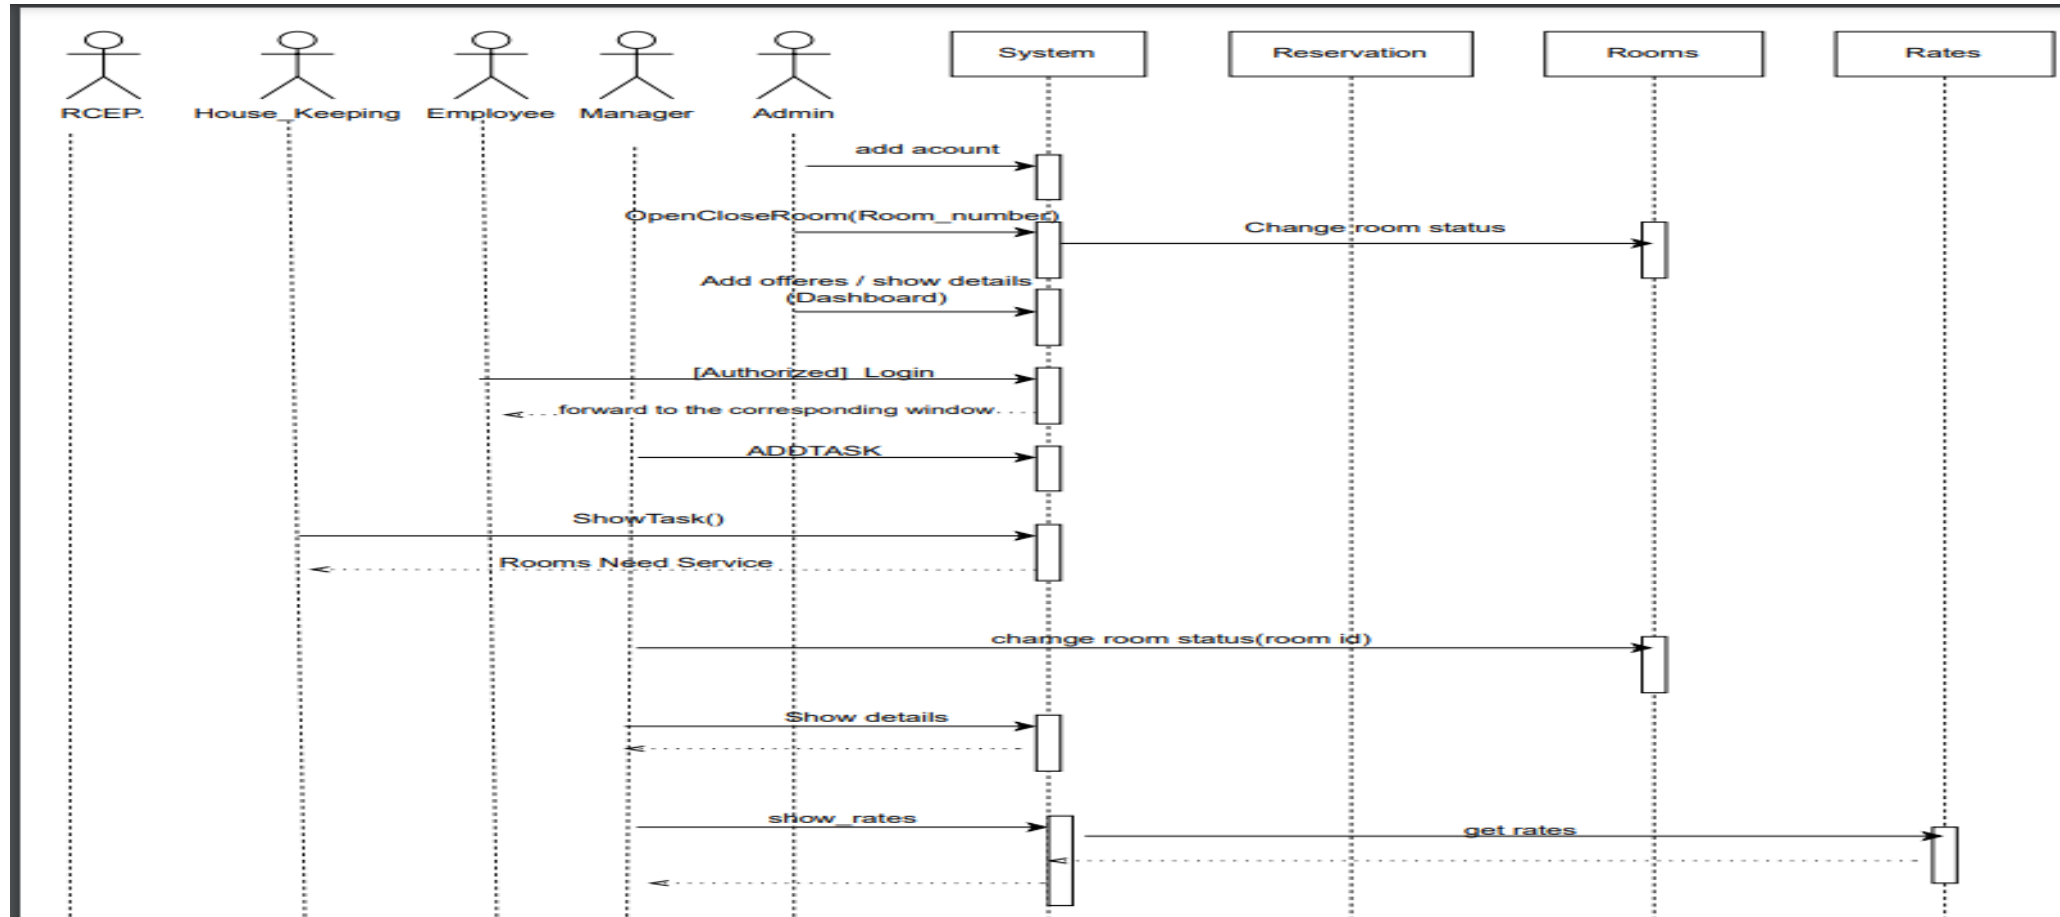 System
Reservation
Rooms
Rates
RCEP.
House_Keeping
Employee
Manager
Admin
add acount
OpenCloseRoom(Room_number)
Change room status
Add offeres / show details
(Dashboard)
[Authorized] Login
forward to the corresponding window
ADDTASK
ShowTask()
Rooms Need Service
chamge room status(room id)
Show details
show_rates
get rates